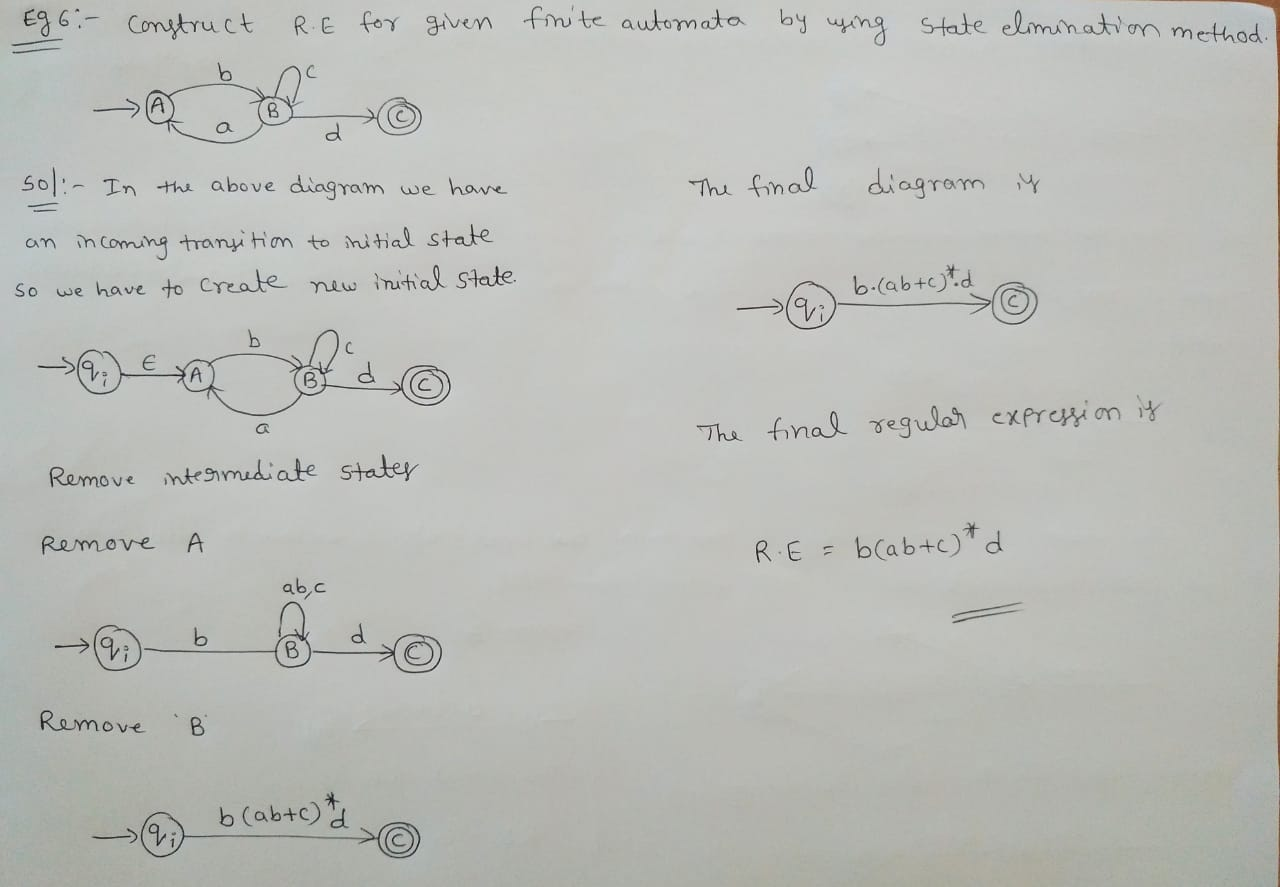 Eg 6:- Construct R.E for given finite automata by using state elimination method.
b c
A B C
a d
Sol:- In the above diagram we have
an incoming transition to initial state
so we have to create new initial state.
b c
qi ε A B d C
a
Remove intermediate states
Remove A
ab,c
qi b B d C
Remove 'B'
b(ab+c)*d
qi C
The final diagram is
b.(ab+c)*.d
qi C
The final regular expression is
R.E = b(ab+c)*d